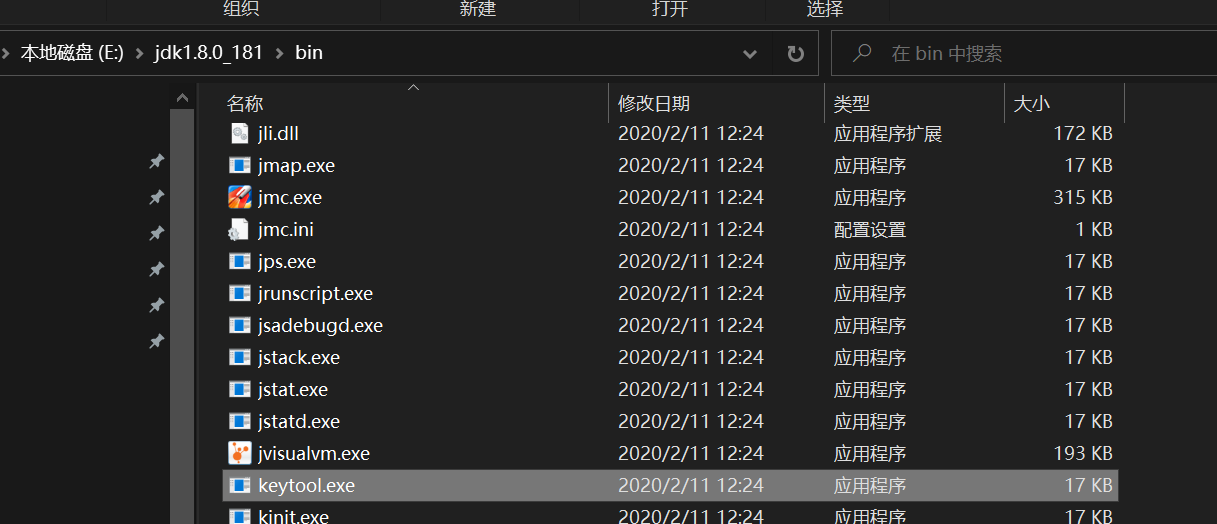 组织 新建 打开 选择
本地磁盘 (E:) jdk1.8.0_181 bin 在 bin 中搜索
名称 修改日期 类型 大小
jli.dll 2020/2/11 12:24 应用程序扩展 172 KB
jmap.exe 2020/2/11 12:24 应用程序 17 KB
jmc.exe 2020/2/11 12:24 应用程序 315 KB
jmc.ini 2020/2/11 12:24 配置设置 1 KB
jps.exe 2020/2/11 12:24 应用程序 17 KB
jrunscript.exe 2020/2/11 12:24 应用程序 17 KB
jsadebugd.exe 2020/2/11 12:24 应用程序 17 KB
jstack.exe 2020/2/11 12:24 应用程序 17 KB
jstat.exe 2020/2/11 12:24 应用程序 17 KB
jstatd.exe 2020/2/11 12:24 应用程序 17 KB
jvisualvm.exe 2020/2/11 12:24 应用程序 193 KB
keytool.exe 2020/2/11 12:24 应用程序 17 KB
kinit.exe 2020/2/11 12:24 应用程序 17 KB